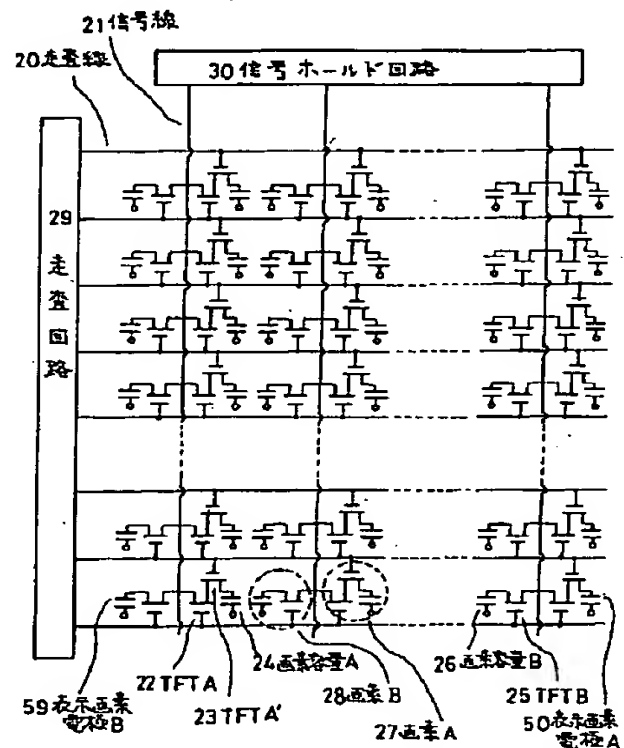 21信号線
20走査線
30信号ホールド回路
29
走
査
回
路
24画素容量A
26画素容量B
59表示画素
電極B
22TFTA
23TFTA'
28画素B
27画素A
25TFTB
50表示画素
電極A